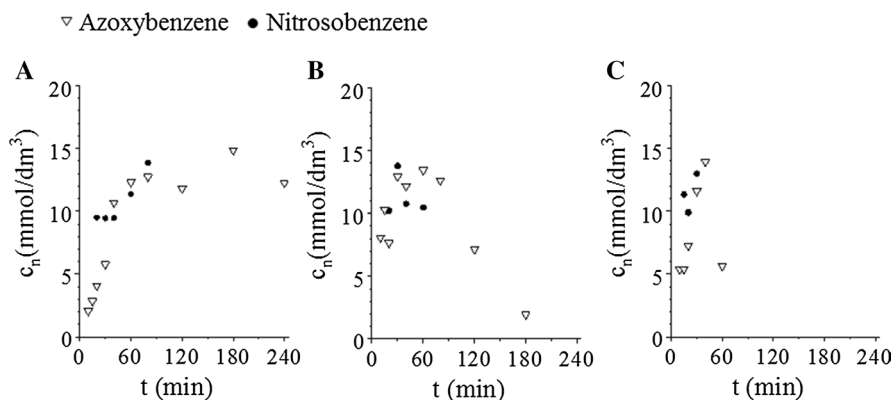 ▽ Azoxybenzene ● Nitrosobenzene
A B C
20 20 20
15 15 15
10 10 10
5 5 5
0 0 0
cₙ(mmol/dm³) cₙ(mmol/dm³) cₙ(mmol/dm³)
0 60 120 180 240 0 60 120 180 240 0 60 120 180 240
t (min) t (min) t (min)